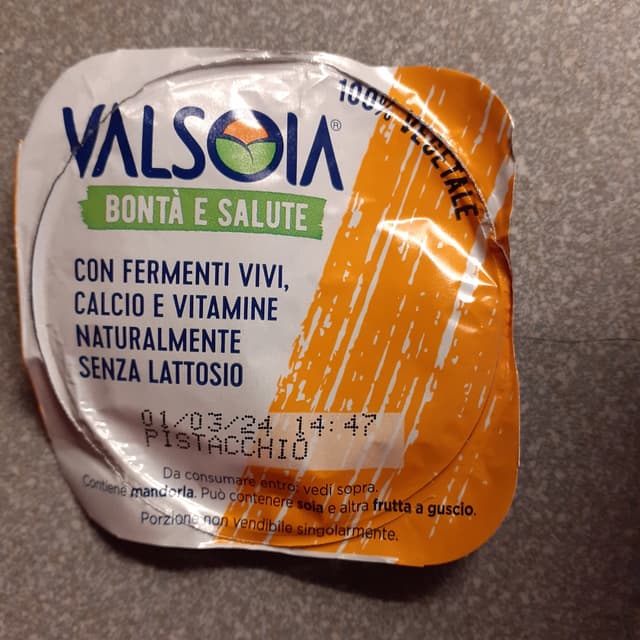 VALSOIA®
100% VEGETALE
BONTÀ E SALUTE
CON FERMENTI VIVI,
CALCIO E VITAMINE
NATURALMENTE
SENZA LATTOSIO
01/03/24 14:47
PISTACCHIO
Da consumare entro: vedi sopra.
Contiene mandorla. Può contenere soia e altra frutta a guscio.
Porzione non vendibile singolarmente.